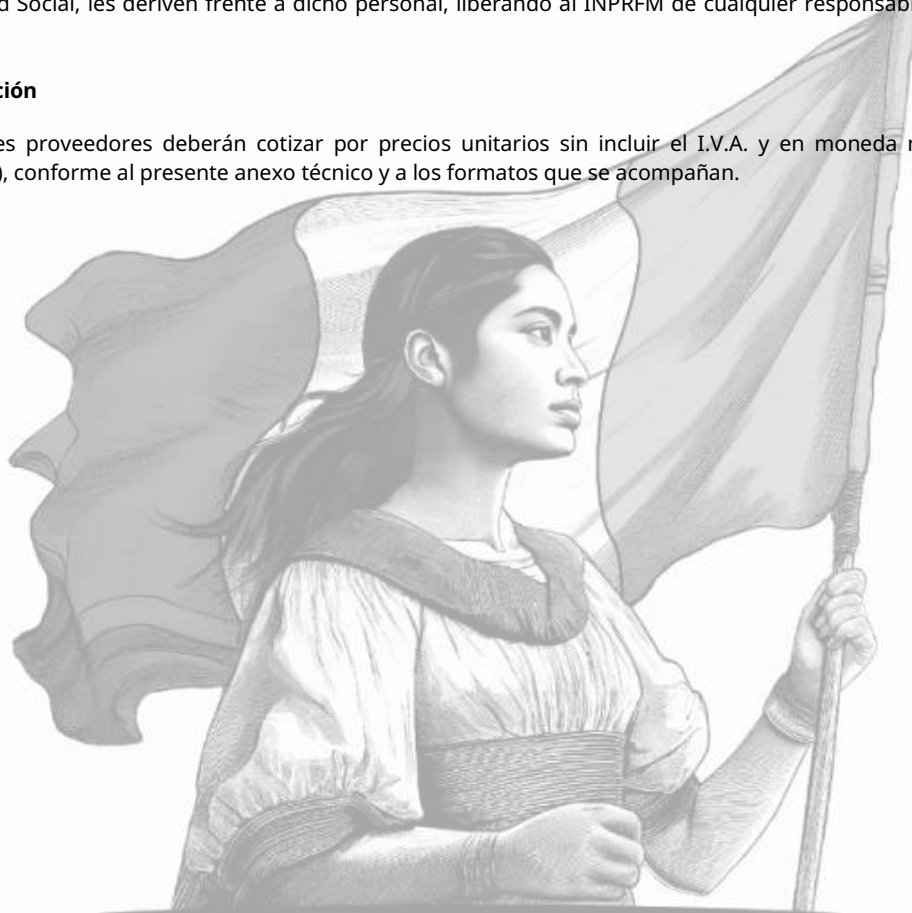 d Social, les deriven frente a dicho personal, liberando al INPRFM de cualquier responsabi
ción
es proveedores deberán cotizar por precios unitarios sin incluir el I.V.A. y en moneda
), conforme al presente anexo técnico y a los formatos que se acompañan.